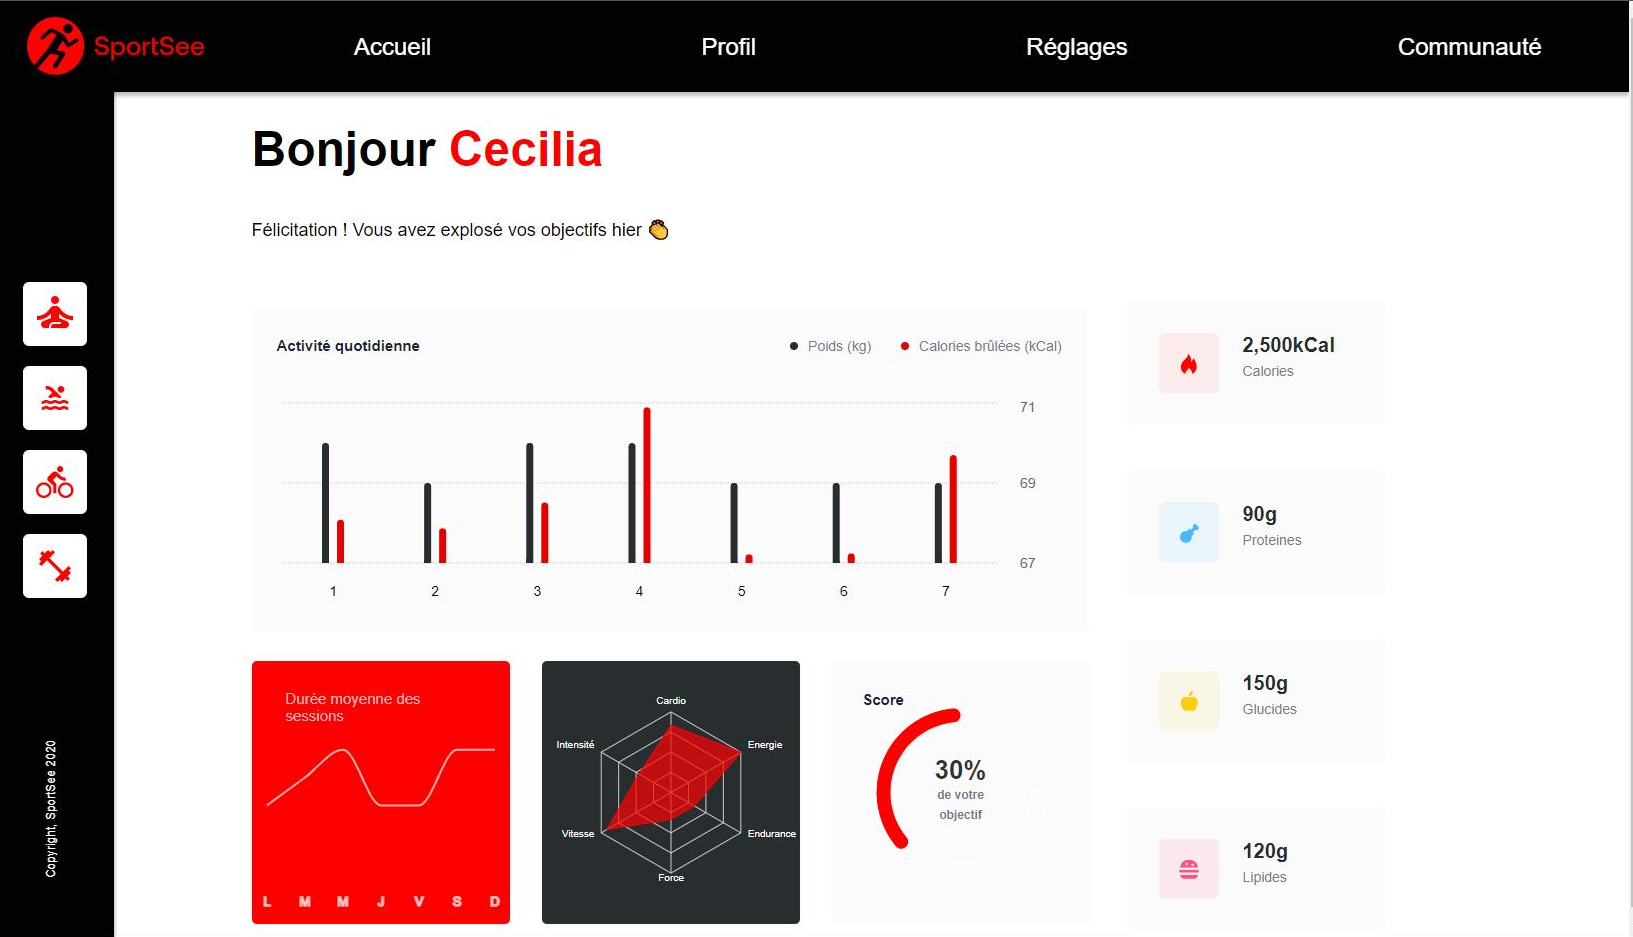 SportSee
Accueil
Profil
Réglages
Communauté
Bonjour Cecilia
Félicitation ! Vous avez explosé vos objectifs hier 👏
Activité quotidienne
Poids (kg)
Calories brûlées (kCal)
71
69
67
1 2 3 4 5 6 7
2,500kCal
Calories
90g
Proteines
150g
Glucides
120g
Lipides
Durée moyenne des
sessions
L M M J V S D
Cardio
Intensité
Energie
Vitesse
Endurance
Force
Score
30%
de votre
objectif
Copyright, SportSee 2020